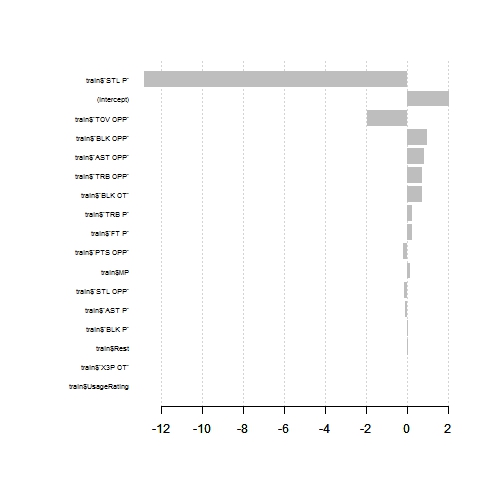 train$`STL P`
(Intercept)
train$`TOV OPP`
train$`BLK OPP`
train$`AST OPP`
train$`TRB OPP`
train$`BLK OT`
train$`TRB P`
train$`FT P`
train$`PTS OPP`
train$MP
train$`STL OPP`
train$`AST P`
train$`BLK P`
train$Rest
train$`X3P OT`
train$UsageRating
-12 -10 -8 -6 -4 -2 0 2